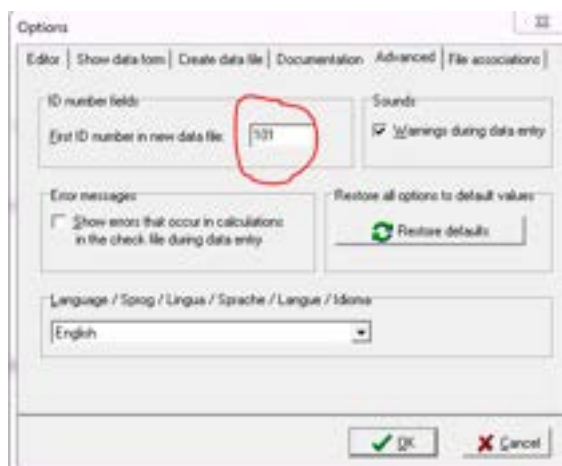 Options
Editor | Show data form | Create data file | Documentation | Advanced | File associations
ID number fields
First ID number in new data file: 101
Sounds
Warnings during data entry
Error messages
Show errors that occur in calculations
in the check file during data entry
Restore all options to default values
Restore defaults
Language / Sprog / Lingua / Sprache / Langue / Idioma
English
OK
Cancel